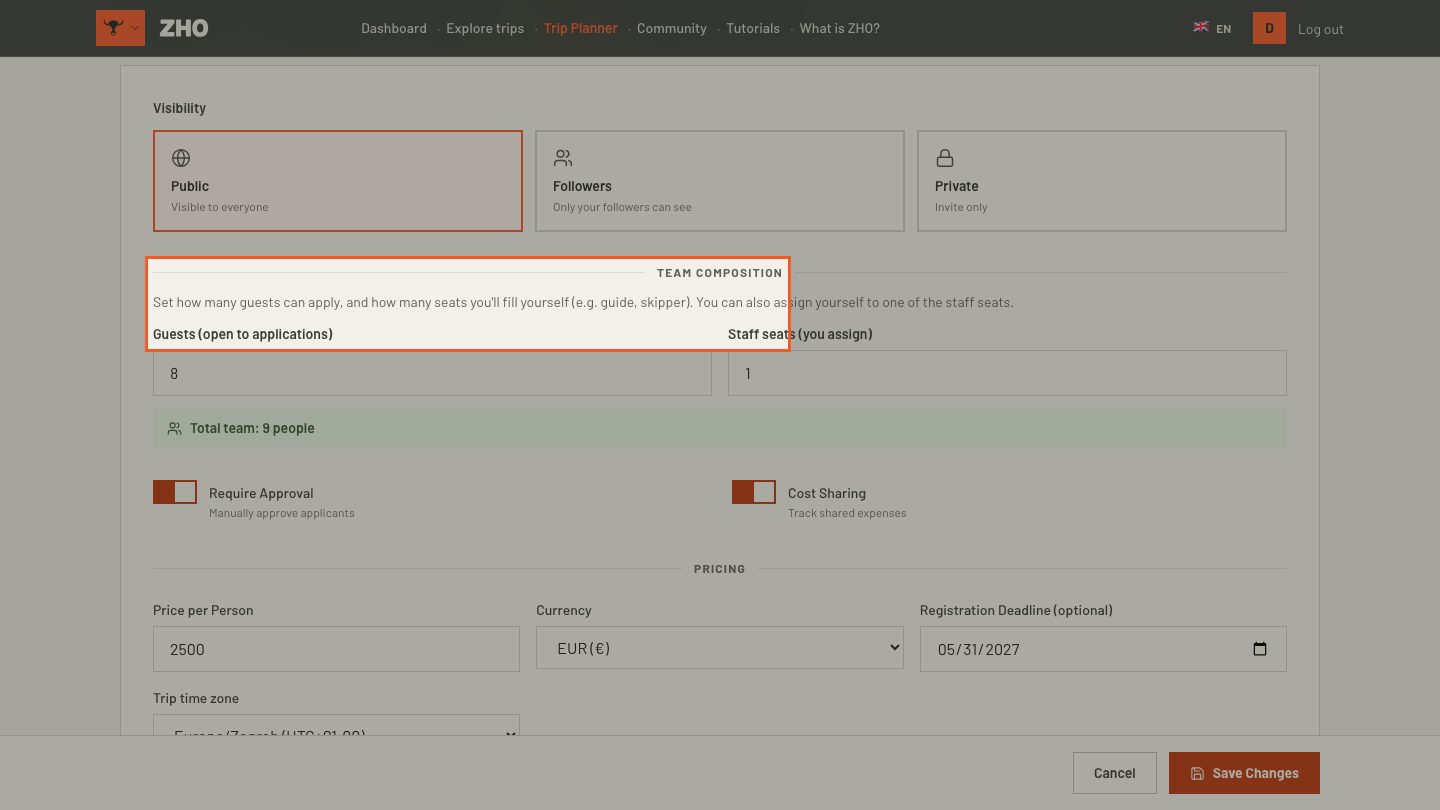 ZHO
Dashboard · Explore trips · Trip Planner · Community · Tutorials · What is ZHO?
EN
D
Log out
Visibility
Public
Visible to everyone
Followers
Only your followers can see
Private
Invite only
TEAM COMPOSITION
Set how many guests can apply, and how many seats you'll fill yourself (e.g. guide, skipper). You can also assign yourself to one of the staff seats.
Guests (open to applications)
Staff seats (you assign)
8
1
Total team: 9 people
Require Approval
Manually approve applicants
Cost Sharing
Track shared expenses
PRICING
Price per Person
Currency
Registration Deadline (optional)
2500
EUR (€)
05/31/2027
Trip time zone
Europe/Zagreb (UTC+01:00)
Cancel
Save Changes